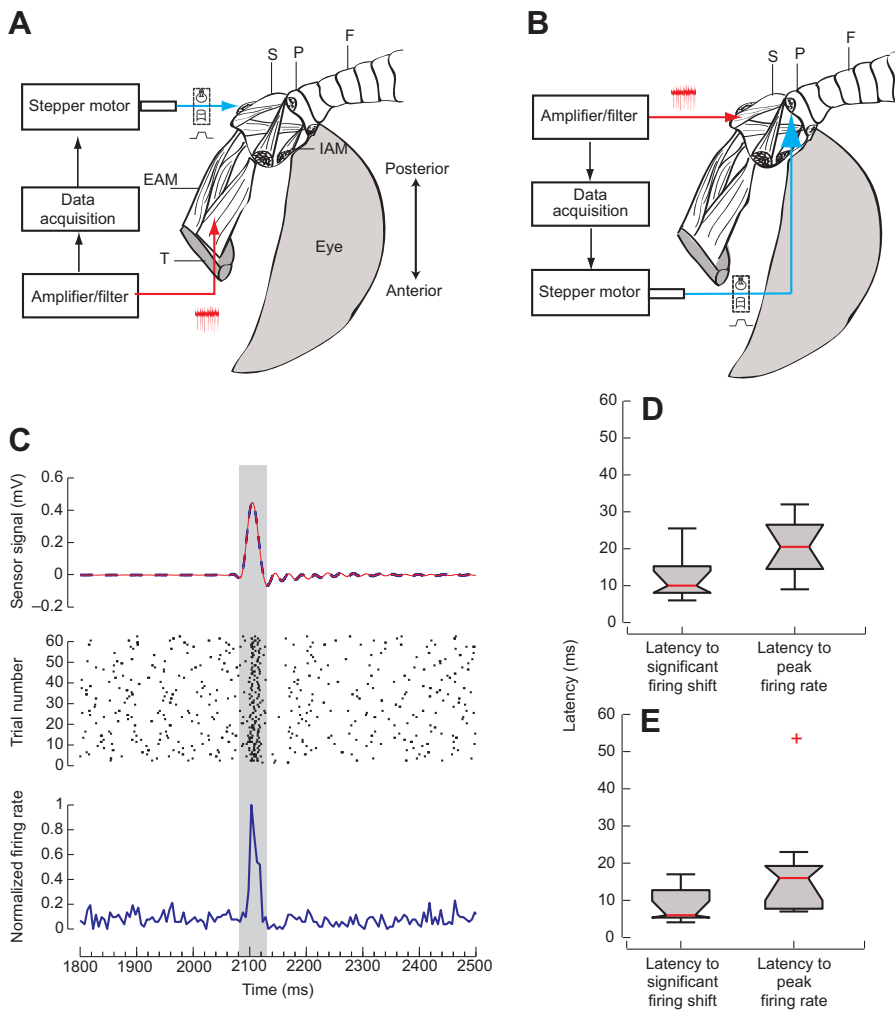 A
Stepper motor
Data
acquisition
Amplifier/filter
S
P
F
EAM
T
IAM
Eye
Posterior
Anterior
B
Amplifier/filter
Data
acquisition
Stepper motor
S
P
F
C
Sensor signal (mV)
0.6
0.4
0.2
0
–0.2
Trial number
60
50
40
30
20
10
0
Normalized firing rate
1
0.8
0.6
0.4
0.2
0
1800 1900 2000 2100 2200 2300 2400 2500
Time (ms)
D
60
50
40
30
20
10
0
Latency to
significant
firing shift
Latency to
peak
firing rate
Latency (ms)
E
60
50
40
30
20
10
0
Latency to
significant
firing shift
Latency to
peak
firing rate